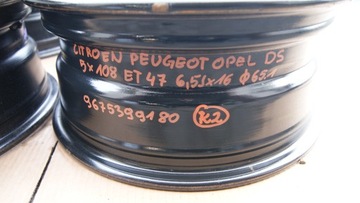 CITROEN PEUGEOT OPEL DS
5x108 ET 47 6,5Jx16 Φ65.1
9675399180 K2